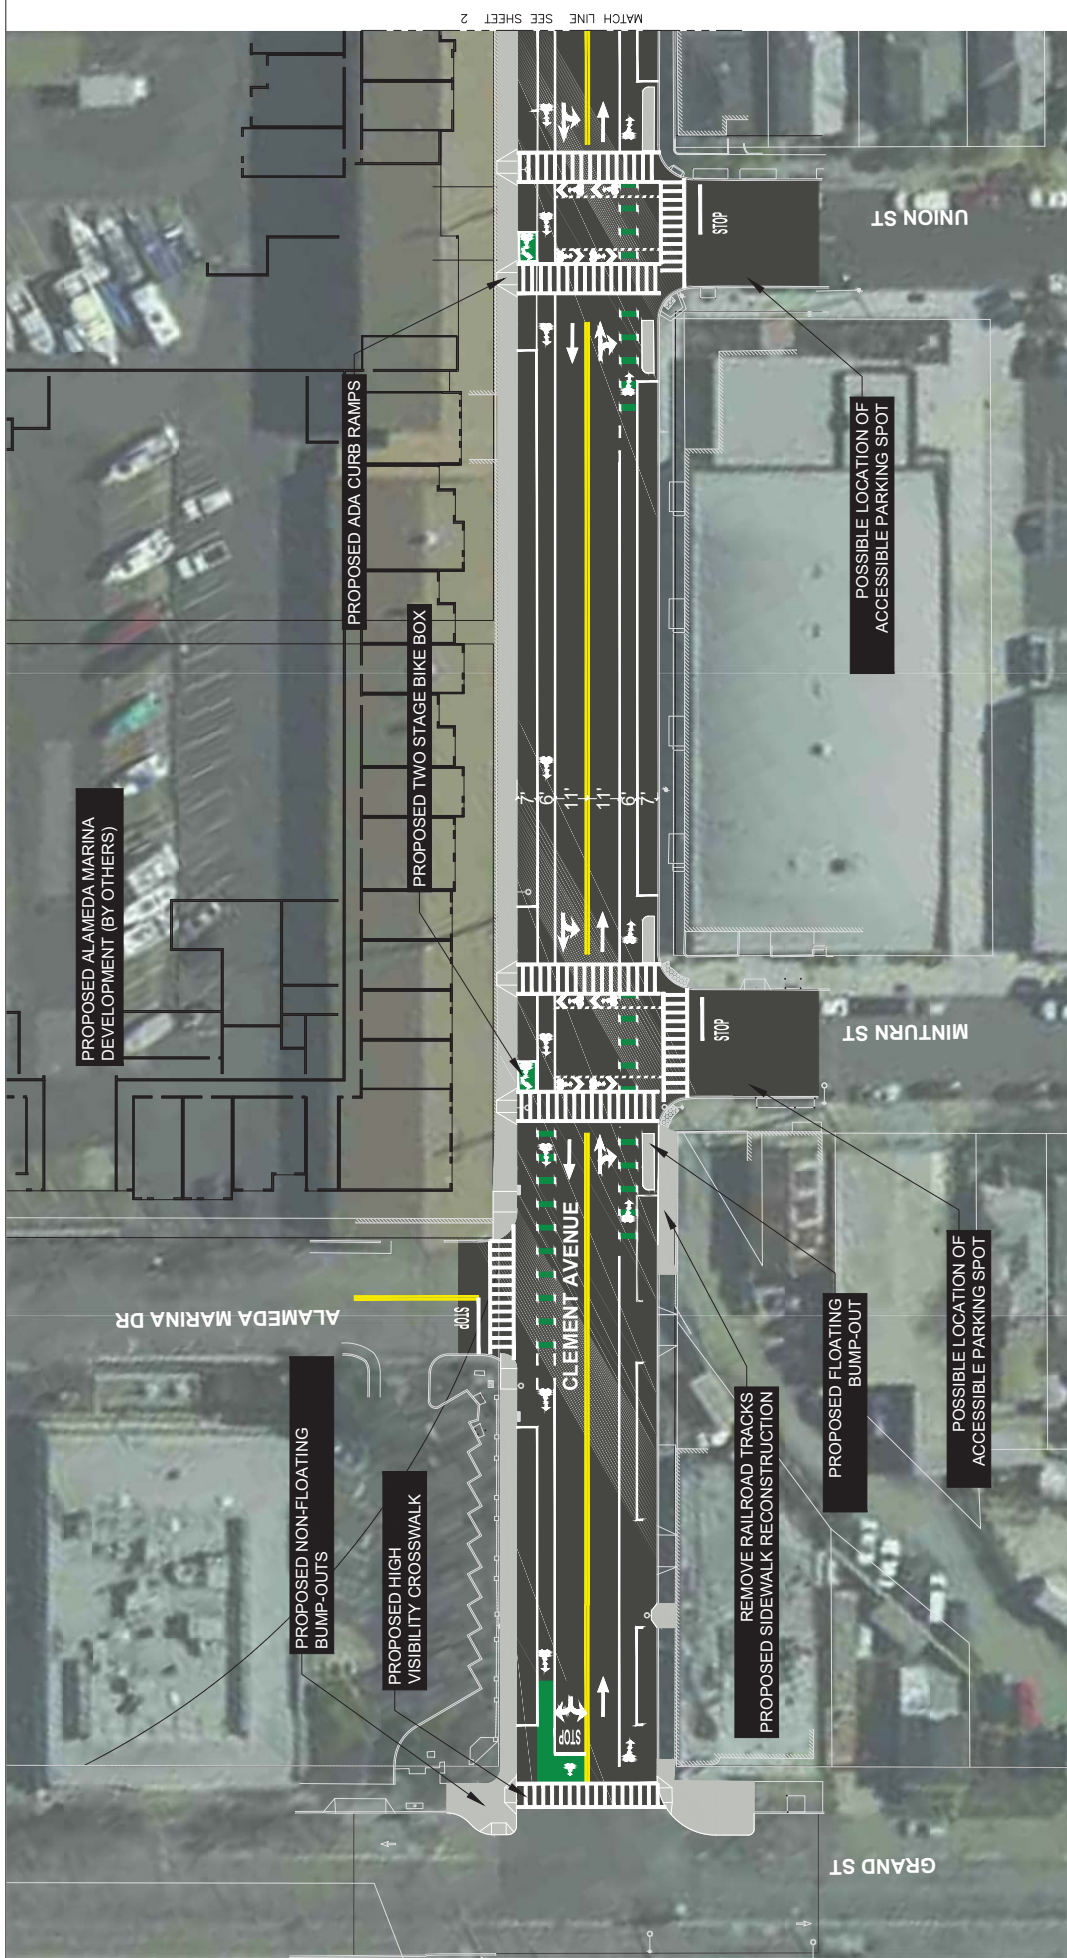 MATCH LINE SEE SHEET 2
UNION ST
STOP
PROPOSED ADA CURB RAMPS
POSSIBLE LOCATION OF
ACCESSIBLE PARKING SPOT
PROPOSED TWO STAGE BIKE BOX
PROPOSED ALAMEDA MARINA
DEVELOPMENT (BY OTHERS)
7'
6'
11'
11'
6'
7'
MINTURN ST
STOP
CLEMENT AVENUE
ALAMEDA MARINA DR
STOP
PROPOSED NON-FLOATING
BUMP-OUTS
PROPOSED HIGH
VISIBILITY CROSSWALK
POSSIBLE LOCATION OF
ACCESSIBLE PARKING SPOT
PROPOSED FLOATING
BUMP-OUT
REMOVE RAILROAD TRACKS
PROPOSED SIDEWALK RECONSTRUCTION
STOP
GRAND ST